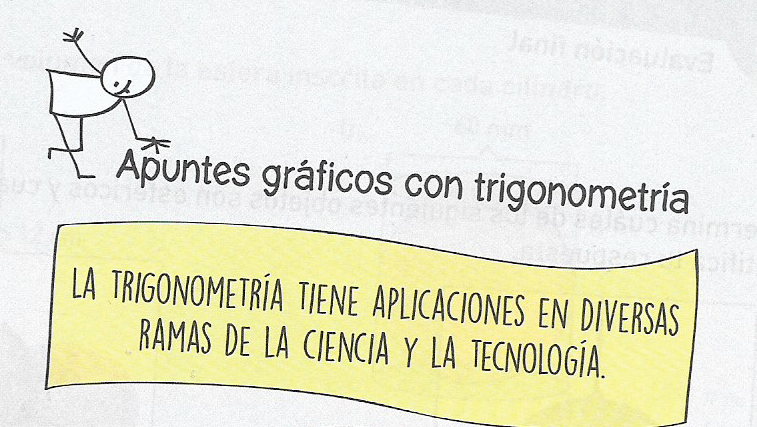 Apuntes gráficos con trigonometría
LA TRIGONOMETRÍA TIENE APLICACIONES EN DIVERSAS
RAMAS DE LA CIENCIA Y LA TECNOLOGÍA.